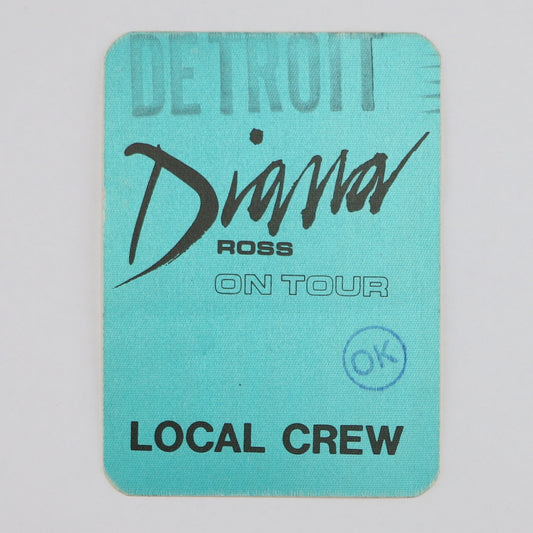 DETROIT
Diana
ROSS
ON TOUR
OK
LOCAL CREW